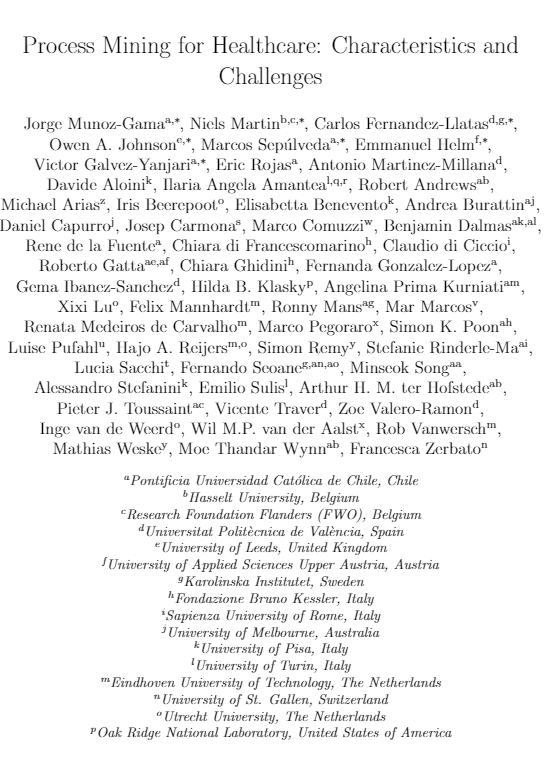 Process Mining for Healthcare: Characteristics and
Challenges
Jorge Munoz-Gama^{a,*}, Niels Martin^{b,c,*}, Carlos Fernandez-Llatas^{d,g,*},
Owen A. Johnson^{e,*}, Marcos Sepúlveda^{a,*}, Emmanuel Helm^{f,*},
Victor Galvez-Yanjari^{a,*}, Eric Rojas^{a}, Antonio Martinez-Millana^{d},
Davide Aloini^{k}, Ilaria Angela Amantea^{l,q,r}, Robert Andrews^{ab},
Michael Arias^{z}, Iris Beerepoot^{o}, Elisabetta Benevento^{k}, Andrea Burattin^{aj},
Daniel Capurro^{j}, Josep Carmona^{s}, Marco Comuzzi^{w}, Benjamin Dalmas^{ak,al},
Rene de la Fuente^{a}, Chiara di Francescomarino^{h}, Claudio di Ciccio^{i},
Roberto Gatta^{ae,af}, Chiara Ghidini^{h}, Fernanda Gonzalez-Lopez^{a},
Gema Ibanez-Sanchez^{d}, Hilda B. Klasky^{p}, Angelina Prima Kurniati^{am},
Xixi Lu^{o}, Felix Mannhardt^{m}, Ronny Mans^{ag}, Mar Marcos^{v},
Renata Medeiros de Carvalho^{m}, Marco Pegoraro^{x}, Simon K. Poon^{ah},
Luise Pufahl^{u}, Hajo A. Reijers^{m,o}, Simon Remy^{y}, Stefanie Rinderle-Ma^{ai},
Lucia Sacchi^{t}, Fernando Seoane^{g,an,ao}, Minseok Song^{aa},
Alessandro Stefanini^{k}, Emilio Sulis^{l}, Arthur H. M. ter Hofstede^{ab},
Pieter J. Toussaint^{ac}, Vicente Traver^{d}, Zoe Valero-Ramon^{d},
Inge van de Weerd^{o}, Wil M.P. van der Aalst^{x}, Rob Vanwersch^{m},
Mathias Weske^{y}, Moe Thandar Wynn^{ab}, Francesca Zerbato^{n}
^{a}Pontificia Universidad Católica de Chile, Chile
^{b}Hasselt University, Belgium
^{c}Research Foundation Flanders (FWO), Belgium
^{d}Universitat Politècnica de València, Spain
^{e}University of Leeds, United Kingdom
^{f}University of Applied Sciences Upper Austria, Austria
^{g}Karolinska Institutet, Sweden
^{h}Fondazione Bruno Kessler, Italy
^{i}Sapienza University of Rome, Italy
^{j}University of Melbourne, Australia
^{k}University of Pisa, Italy
^{l}University of Turin, Italy
^{m}Eindhoven University of Technology, The Netherlands
^{n}University of St. Gallen, Switzerland
^{o}Utrecht University, The Netherlands
^{p}Oak Ridge National Laboratory, United States of America